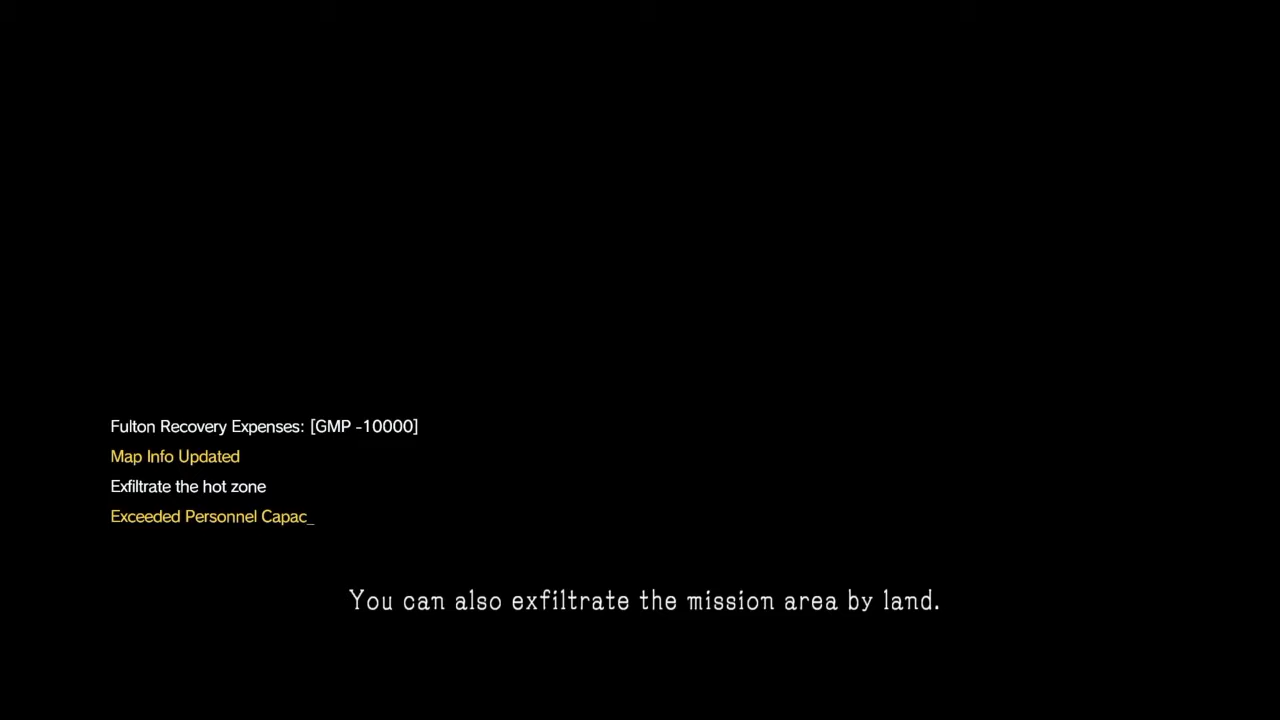 Fulton Recovery Expenses: [GMP -10000]
Map Info Updated
Exfiltrate the hot zone
Exceeded Personnel Capac_
You can also exfiltrate the mission area by land.